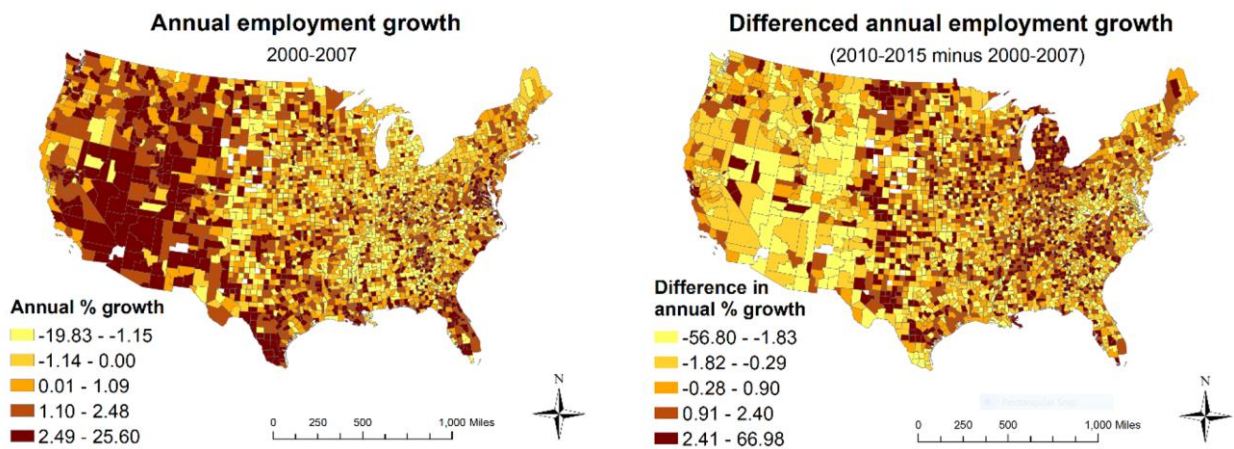 Annual employment growth
2000-2007
Annual % growth
-19.83 - -1.15
-1.14 - 0.00
0.01 - 1.09
1.10 - 2.48
2.49 - 25.60
0 250 500 1,000 Miles
N
Differenced annual employment growth
(2010-2015 minus 2000-2007)
Difference in
annual % growth
-56.80 - -1.83
-1.82 - -0.29
-0.28 - 0.90
0.91 - 2.40
2.41 - 66.98
0 250 500 1,000 Miles
N